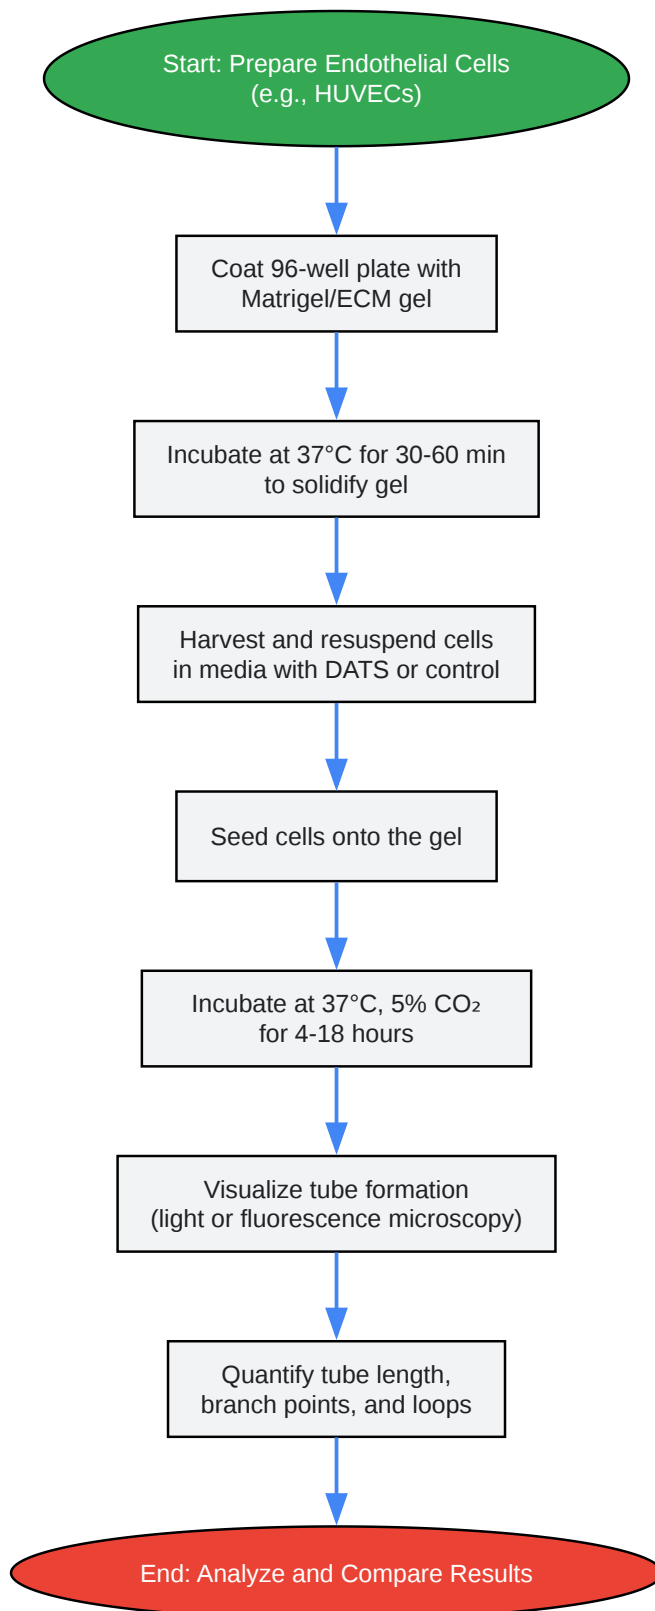 Start: Prepare Endothelial Cells
(e.g., HUVECs)
Coat 96-well plate with
Matrigel/ECM gel
Incubate at 37°C for 30-60 min
to solidify gel
Harvest and resuspend cells
in media with DATS or control
Seed cells onto the gel
Incubate at 37°C, 5% CO₂
for 4-18 hours
Visualize tube formation
(light or fluorescence microscopy)
Quantify tube length,
branch points, and loops
End: Analyze and Compare Results